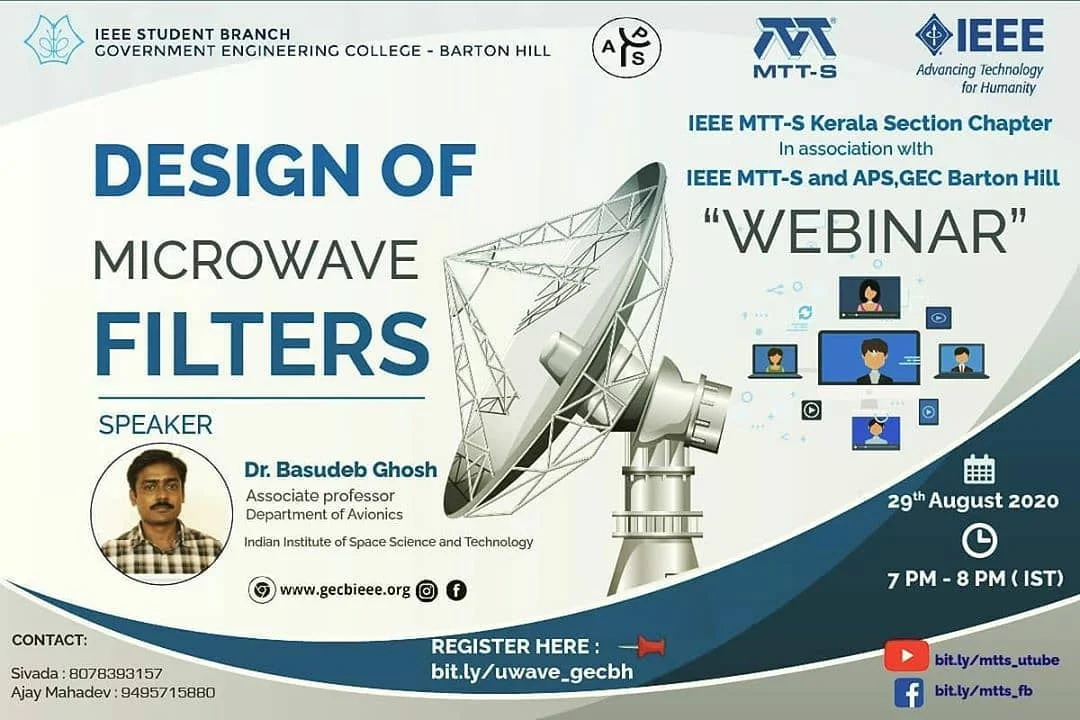 IEEE STUDENT BRANCH
GOVERNMENT ENGINEERING COLLEGE - BARTON HILL
A P S
MTT-S
IEEE
Advancing Technology
for Humanity
IEEE MTT-S Kerala Section Chapter
In association wIth
IEEE MTT-S and APS,GEC Barton Hill
“WEBINAR”
DESIGN OF
MICROWAVE
FILTERS
SPEAKER
Dr. Basudeb Ghosh
Associate professor
Department of Avionics
Indian Institute of Space Science and Technology
www.gecbieee.org
29th August 2020
7 PM - 8 PM ( IST)
CONTACT:
Sivada : 8078393157
Ajay Mahadev : 9495715880
REGISTER HERE :
bit.ly/uwave_gecbh
bit.ly/mtts_utube
bit.ly/mtts_fb